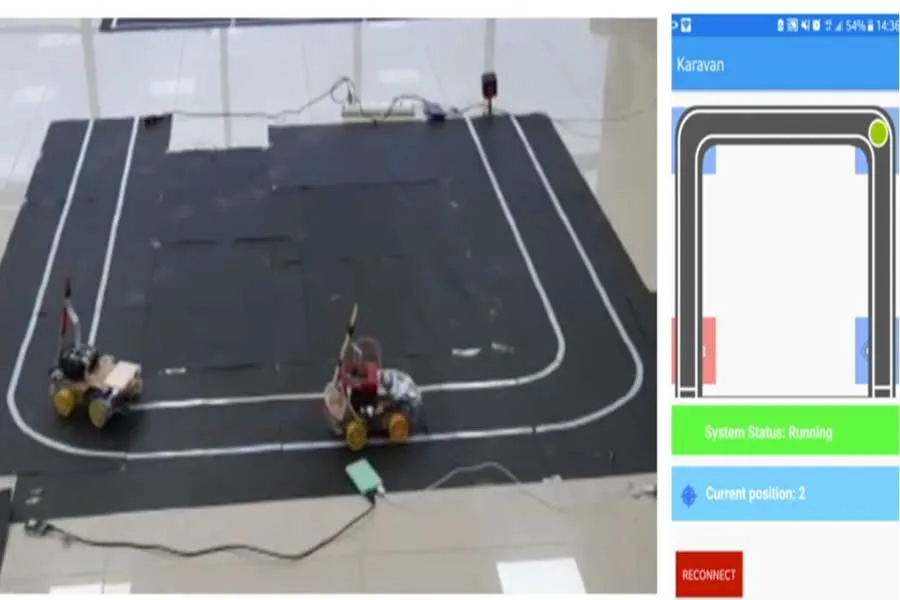 54% 14:36
Karavan
System Status: Running
Current position: 2
RECONNECT